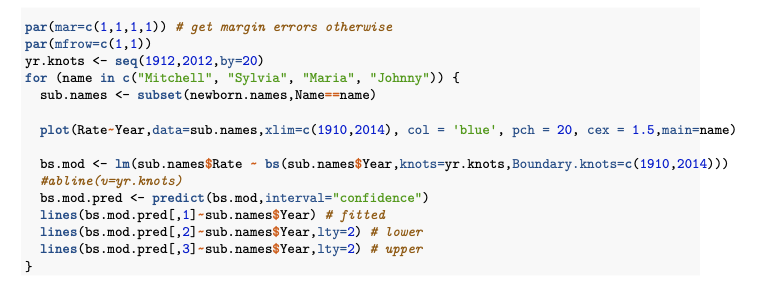 par(mar=c(1,1,1,1)) # get margin errors otherwise
par(mfrow=c(1,1))
yr.knots <- seq(1912,2012,by=20)
for (name in c("Mitchell", "Sylvia", "Maria", "Johnny")) {
  sub.names <- subset(newborn.names,Name==name)

  plot(Rate~Year,data=sub.names,xlim=c(1910,2014), col = 'blue', pch = 20, cex = 1.5,main=name)

  bs.mod <- lm(sub.names$Rate ~ bs(sub.names$Year,knots=yr.knots,Boundary.knots=c(1910,2014)))
  #abline(v=yr.knots)
  bs.mod.pred <- predict(bs.mod,interval="confidence")
  lines(bs.mod.pred[,1]~sub.names$Year) # fitted
  lines(bs.mod.pred[,2]~sub.names$Year,lty=2) # lower
  lines(bs.mod.pred[,3]~sub.names$Year,lty=2) # upper
}